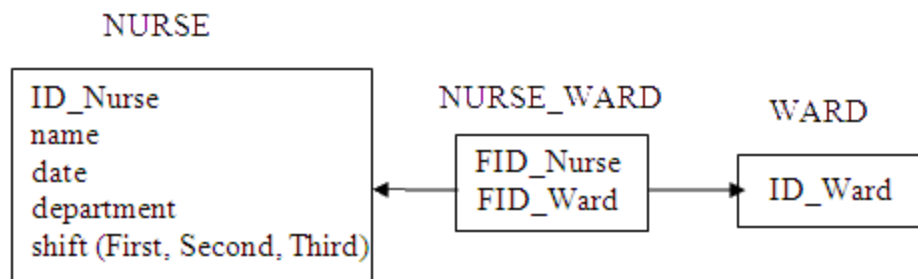 NURSE
ID_Nurse
name
date
department
shift (First, Second, Third)
NURSE_WARD
FID_Nurse
FID_Ward
WARD
ID_Ward